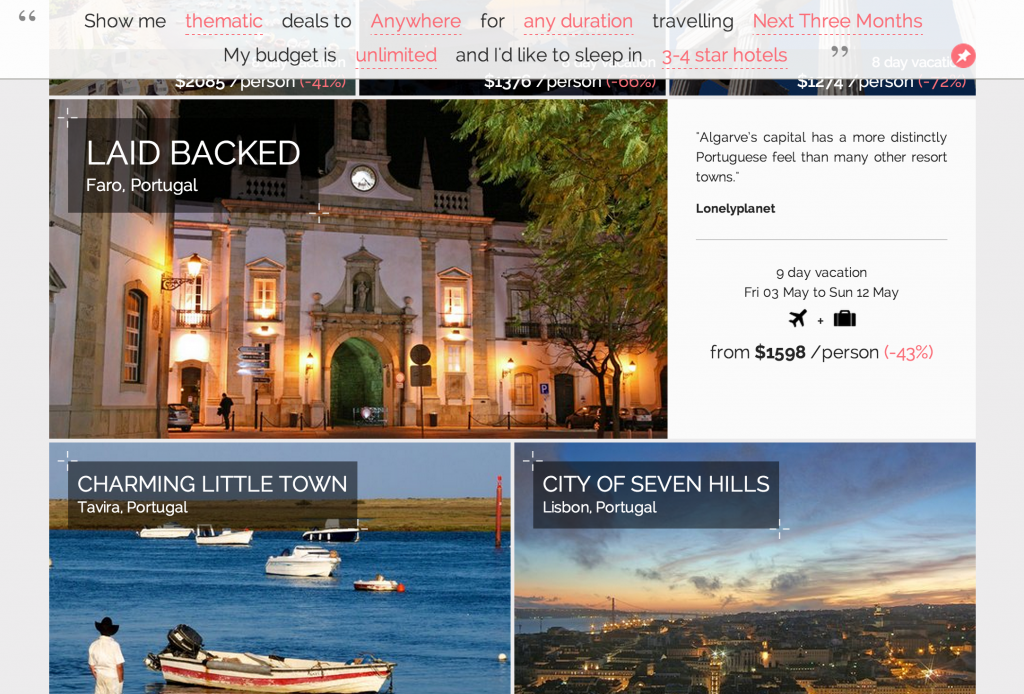 “ Show me thematic deals to Anywhere for any duration travelling Next Three Months
My budget is unlimited and I'd like to sleep in 3-4 star hotels ”
8 day vacation
$2085 /person (-41%)
$1376 /person (-66%)
$1274 /person (-72%)
LAID BACKED
Faro, Portugal
"Algarve's capital has a more distinctly
Portuguese feel than many other resort
towns."
Lonelyplanet
9 day vacation
Fri 03 May to Sun 12 May
+
from $1598 /person (-43%)
P
CHARMING LITTLE TOWN
Tavira, Portugal
CITY OF SEVEN HILLS
Lisbon, Portugal